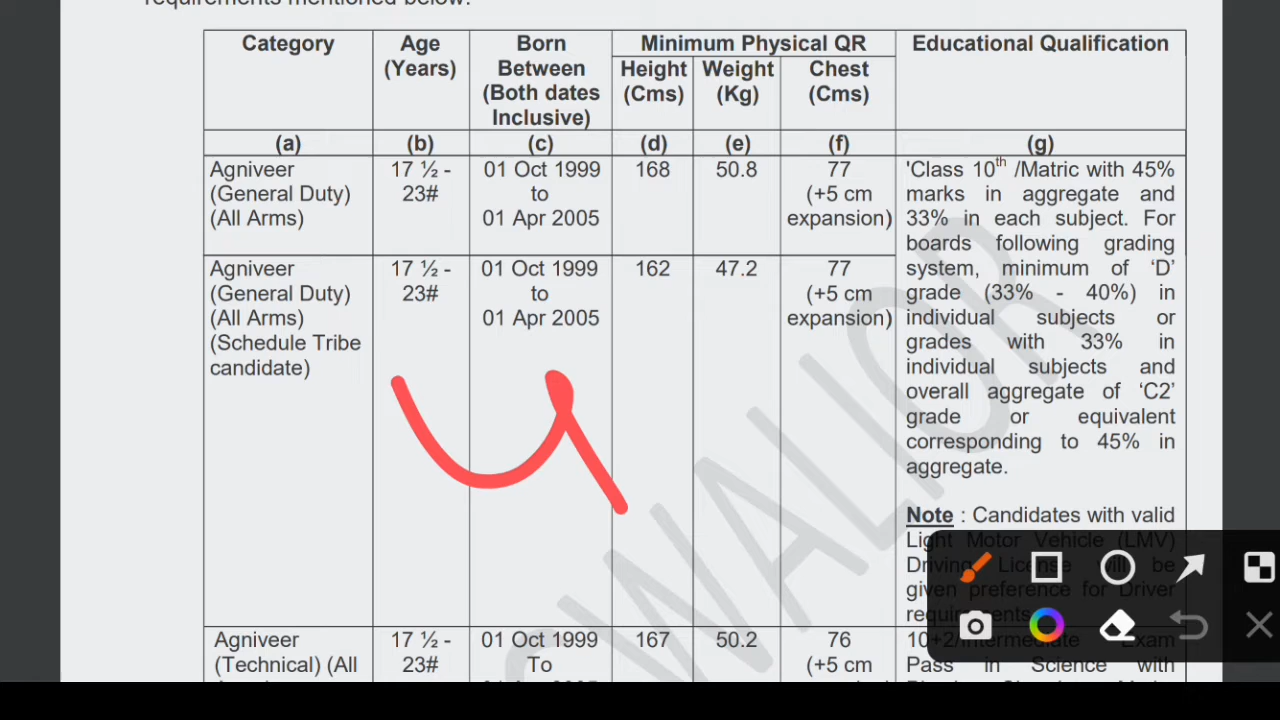 requirements mentioned below.
Category
Age
(Years)
Born
Between
(Both dates
Inclusive)
Minimum Physical QR
Height
(Cms)
Weight
(Kg)
Chest
(Cms)
Educational Qualification
(a)
(b)
(c)
(d)
(e)
(f)
(g)
Agniveer
(General Duty)
(All Arms)
17 ½ -
23#
01 Oct 1999
to
01 Apr 2005
168
50.8
77
(+5 cm
expansion)
'Class 10th /Matric with 45%
marks in aggregate and
33% in each subject. For
boards following grading
system, minimum of ‘D’
grade (33% - 40%) in
individual subjects or
grades with 33% in
individual subjects and
overall aggregate of ‘C2’
grade or equivalent
corresponding to 45% in
aggregate.
Note : Candidates with valid
Light Motor Vehicle (LMV)
Driving License will be
given preference for Driver
requirements
Agniveer
(General Duty)
(All Arms)
(Schedule Tribe
candidate)
17 ½ -
23#
01 Oct 1999
to
01 Apr 2005
162
47.2
77
(+5 cm
expansion)
Agniveer
(Technical) (All
17 ½ -
23#
01 Oct 1999
To
167
50.2
76
(+5 cm
10+2/Intermediate Exam
Pass in Science with
WALIOR